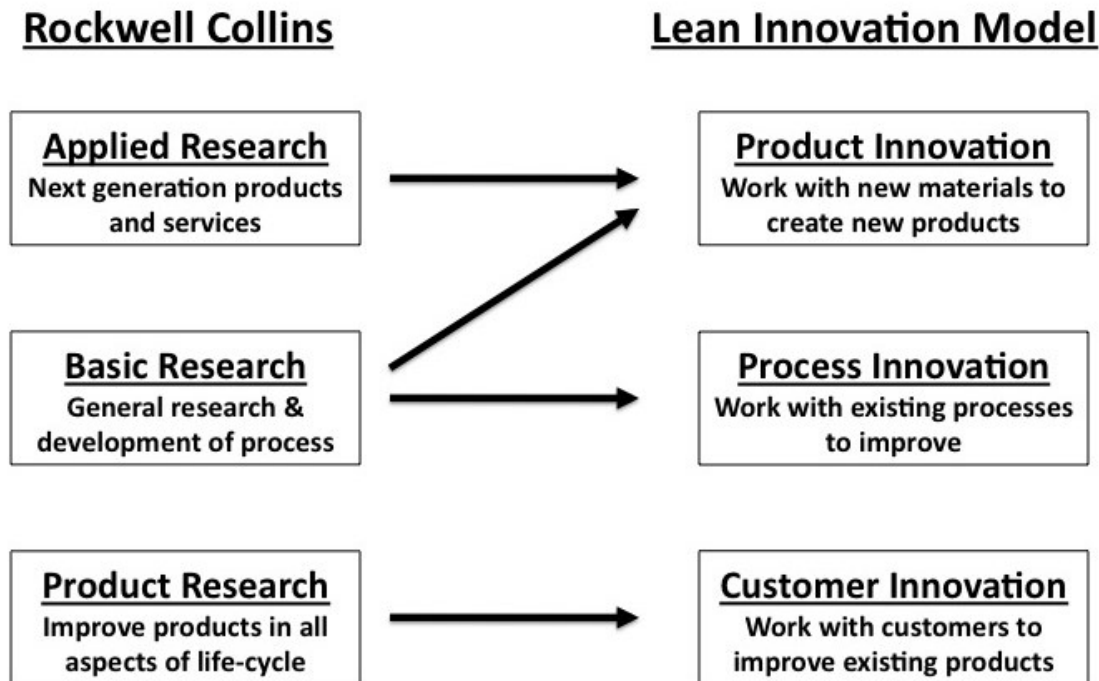 Rockwell Collins
Lean Innovation Model
Applied Research
Next generation products
and services
Product Innovation
Work with new materials to
create new products
Basic Research
General research &
development of process
Process Innovation
Work with existing processes
to improve
Product Research
Improve products in all
aspects of life-cycle
Customer Innovation
Work with customers to
improve existing products